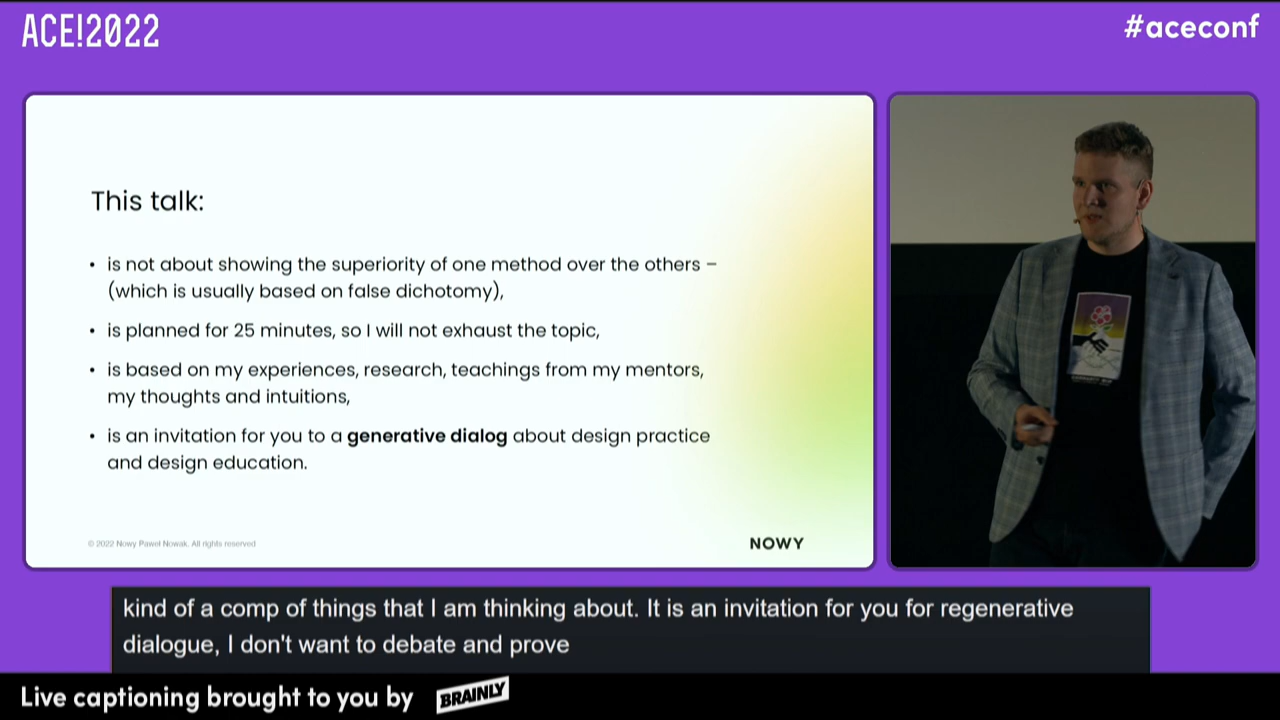 ACE!2022
#aceconf
This talk:
• is not about showing the superiority of one method over the others –
(which is usually based on false dichotomy),
• is planned for 25 minutes, so I will not exhaust the topic,
• is based on my experiences, research, teachings from my mentors,
my thoughts and intuitions,
• is an invitation for you to a generative dialog about design practice
and design education.
© 2022 Nowy Paweł Nowak. All rights reserved
NOWY
kind of a comp of things that I am thinking about. It is an invitation for you for regenerative
dialogue, I don't want to debate and prove
Live captioning brought to you by BRAINLY